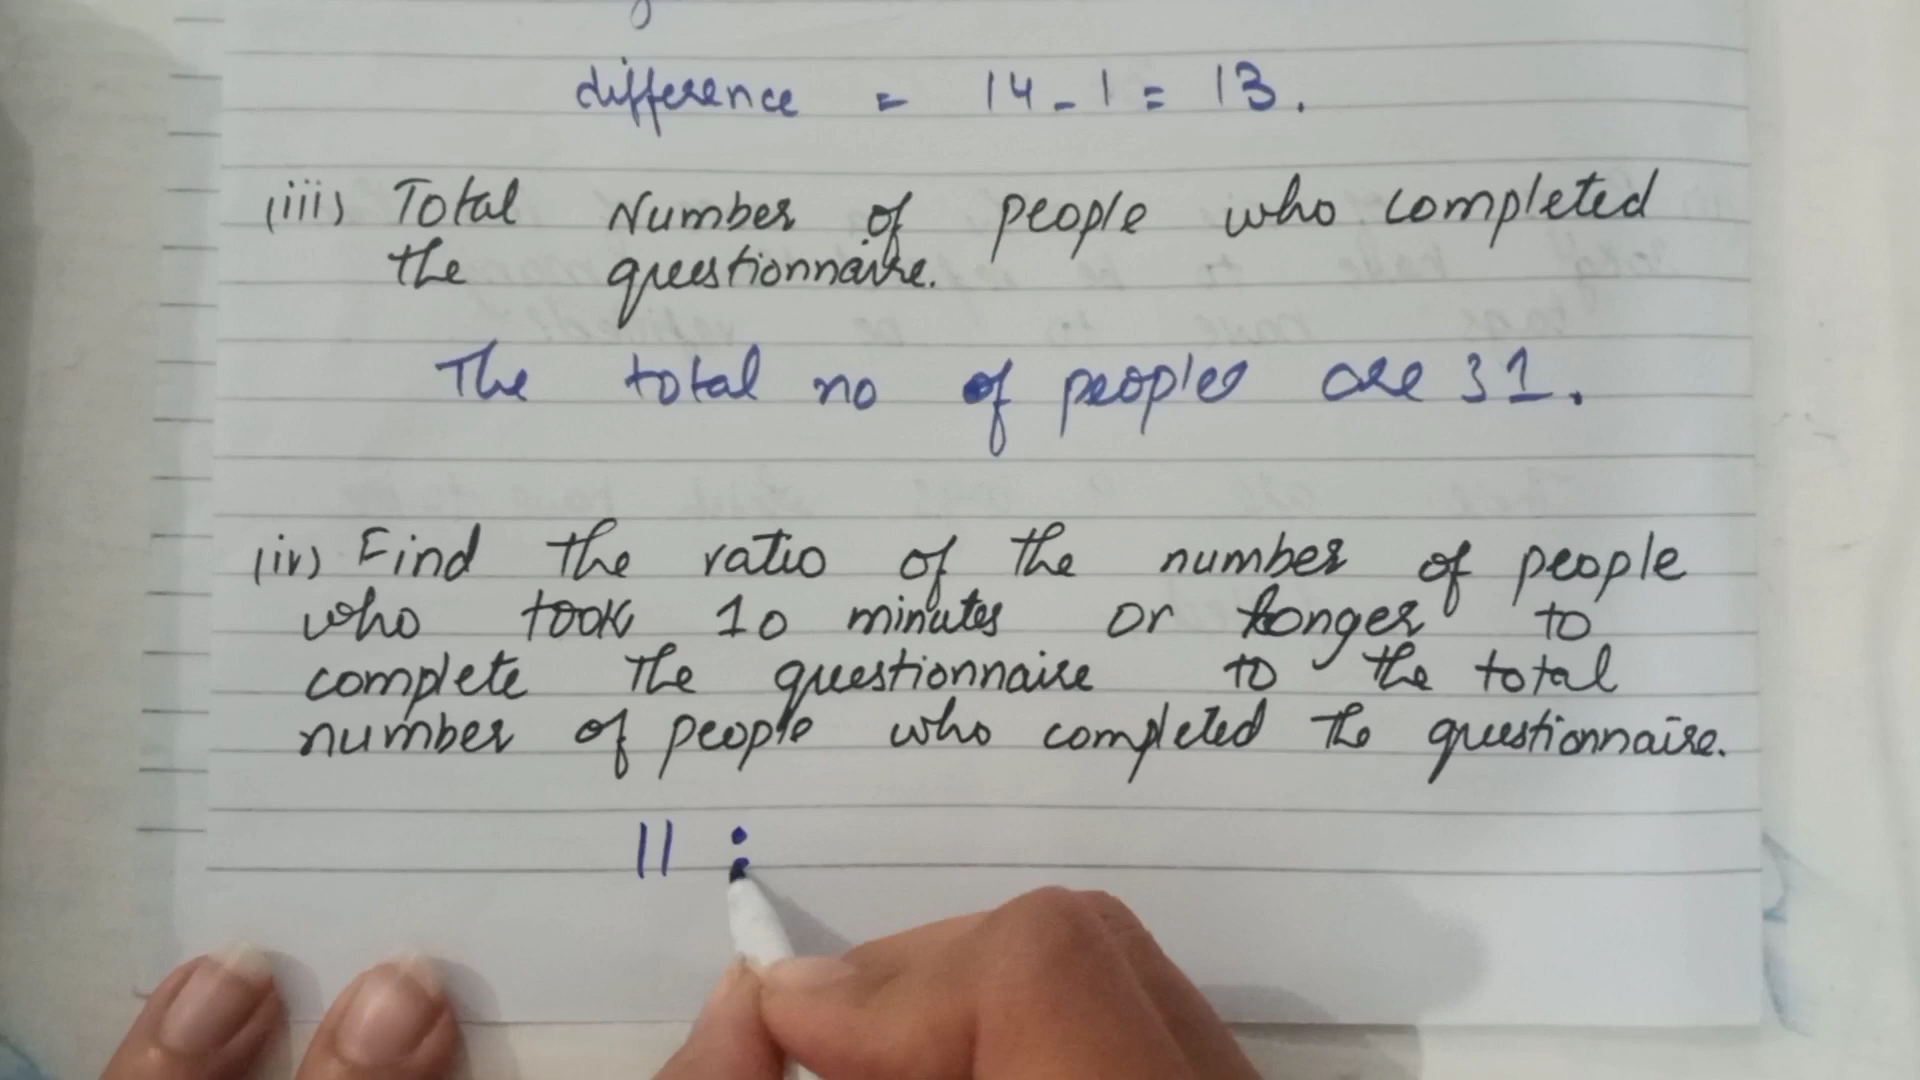 difference = 14 - 1 = 13.
(iii) Total Number of people who completed
the questionnaire.
The total no of peoples are 31.
(iv) Find the ratio of the number of people
who took 10 minutes or longer to
complete the questionnaire to the total
number of people who completed the questionnaire.
11 :